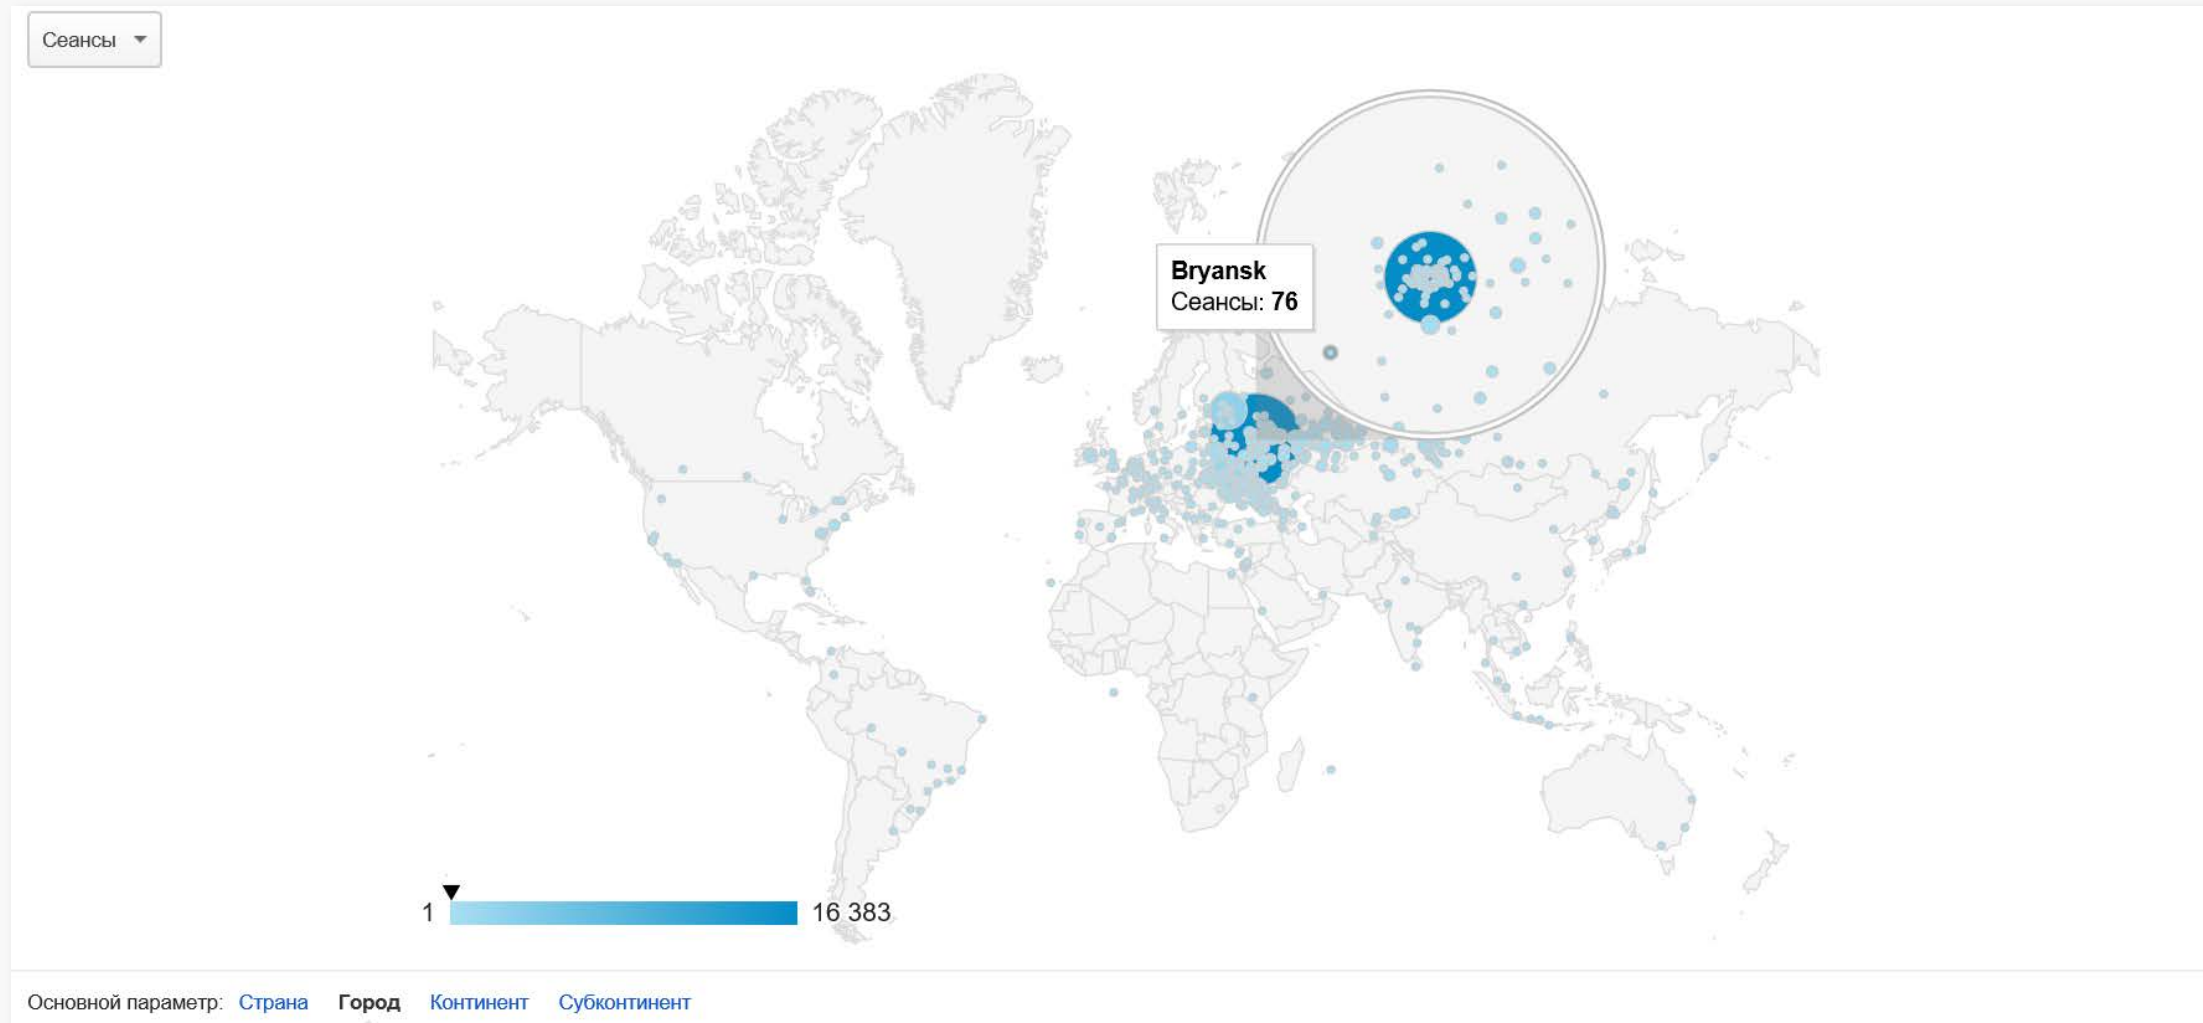 Сеансы
Bryansk
Сеансы: 76
1
16 383
Основной параметр: Страна Город Континент Субконтинент